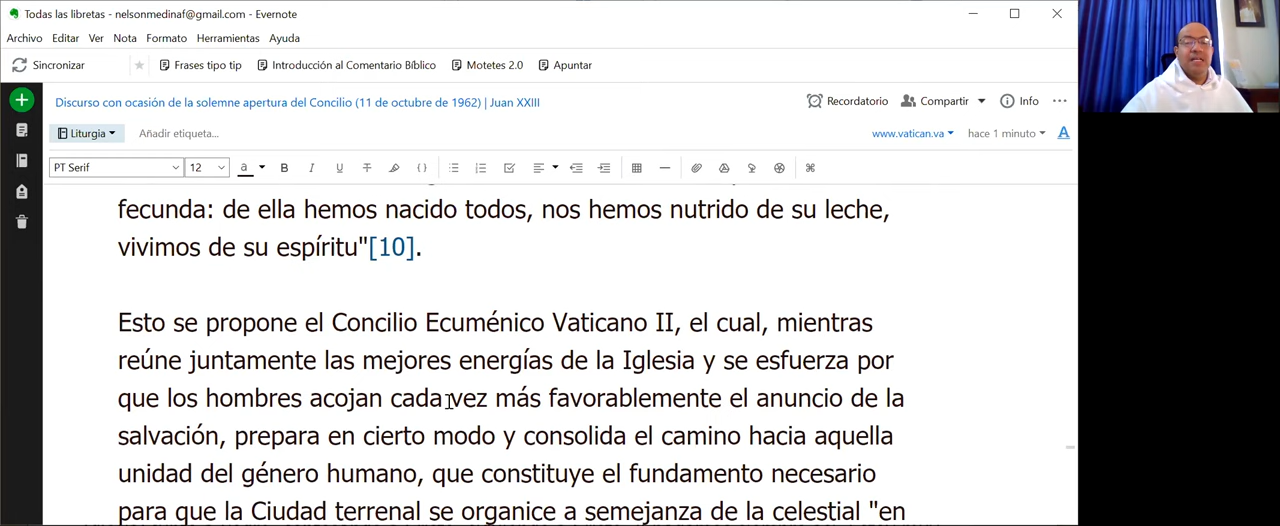 Todas las libretas - nelsonmedinaf@gmail.com - Evernote
Archivo Editar Ver Nota Formato Herramientas Ayuda
Sincronizar Frases tipo tip Introducción al Comentario Bíblico Motetes 2.0 Apuntar
Discurso con ocasión de la solemne apertura del Concilio (11 de octubre de 1962) | Juan XXIII Recordatorio Compartir Info
Liturgia Añadir etiqueta... www.vatican.va hace 1 minuto A
PT Serif 12 a B I U T
fecunda: de ella hemos nacido todos, nos hemos nutrido de su leche,
vivimos de su espíritu"[10].
Esto se propone el Concilio Ecuménico Vaticano II, el cual, mientras
reúne juntamente las mejores energías de la Iglesia y se esfuerza por
que los hombres acojan cada vez más favorablemente el anuncio de la
salvación, prepara en cierto modo y consolida el camino hacia aquella
unidad del género humano, que constituye el fundamento necesario
para que la Ciudad terrenal se organice a semejanza de la celestial "en